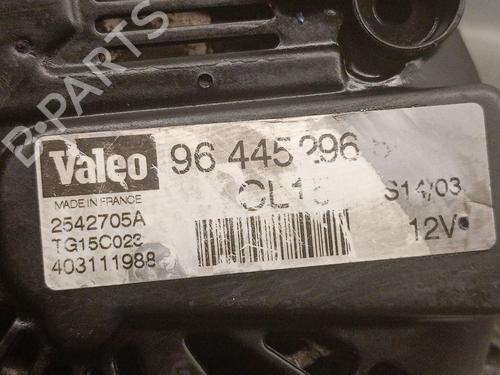 B-PARTS
Valeo
96 445 296
MADE IN FRANCE
CL15
S14/03
2542705A
TG15C023
12V
403111988